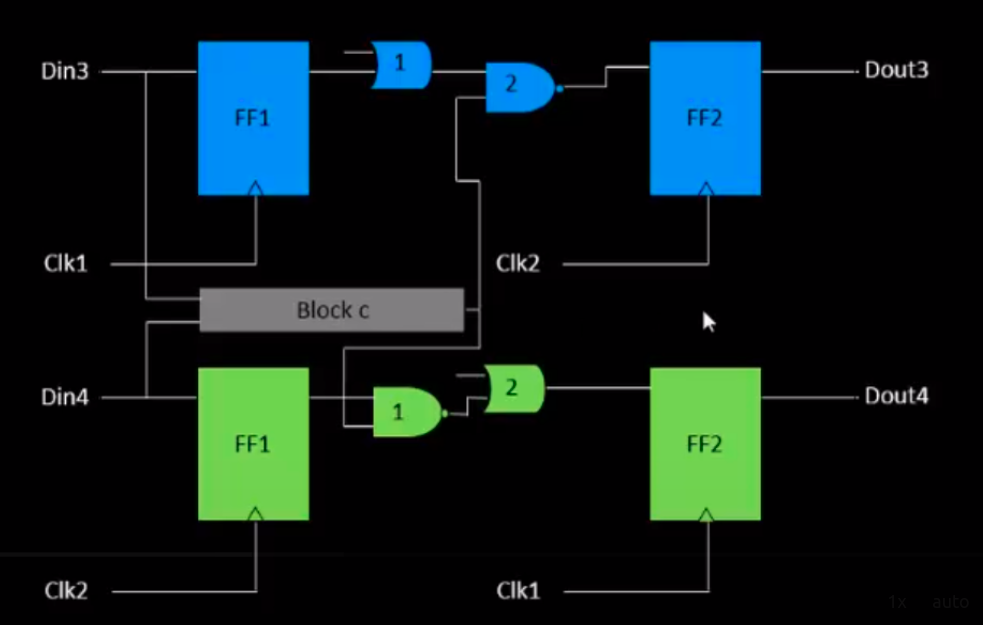 Din3
FF1
1
2
FF2
Dout3
Clk1
Clk2
Block c
Din4
FF1
1
2
FF2
Dout4
Clk2
Clk1
1x auto